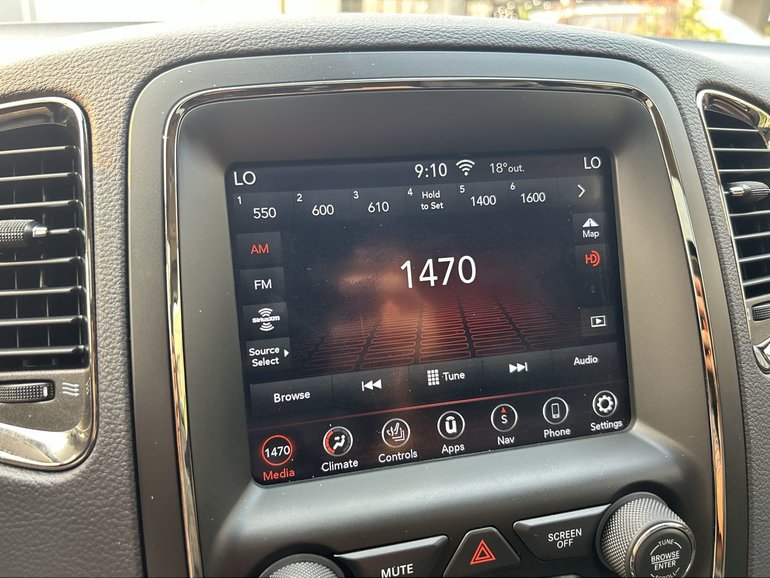 LO 9:10 18°out. LO
1 550 2 600 3 610 4 Hold to Set 5 1400 6 1600
Map
AM
HD
1470
FM
SiriusXM
Source
Select
Browse Tune Audio
1470
Media Climate Controls Apps Nav Phone Settings
S
MUTE
SCREEN
OFF
TUNE
BROWSE
ENTER